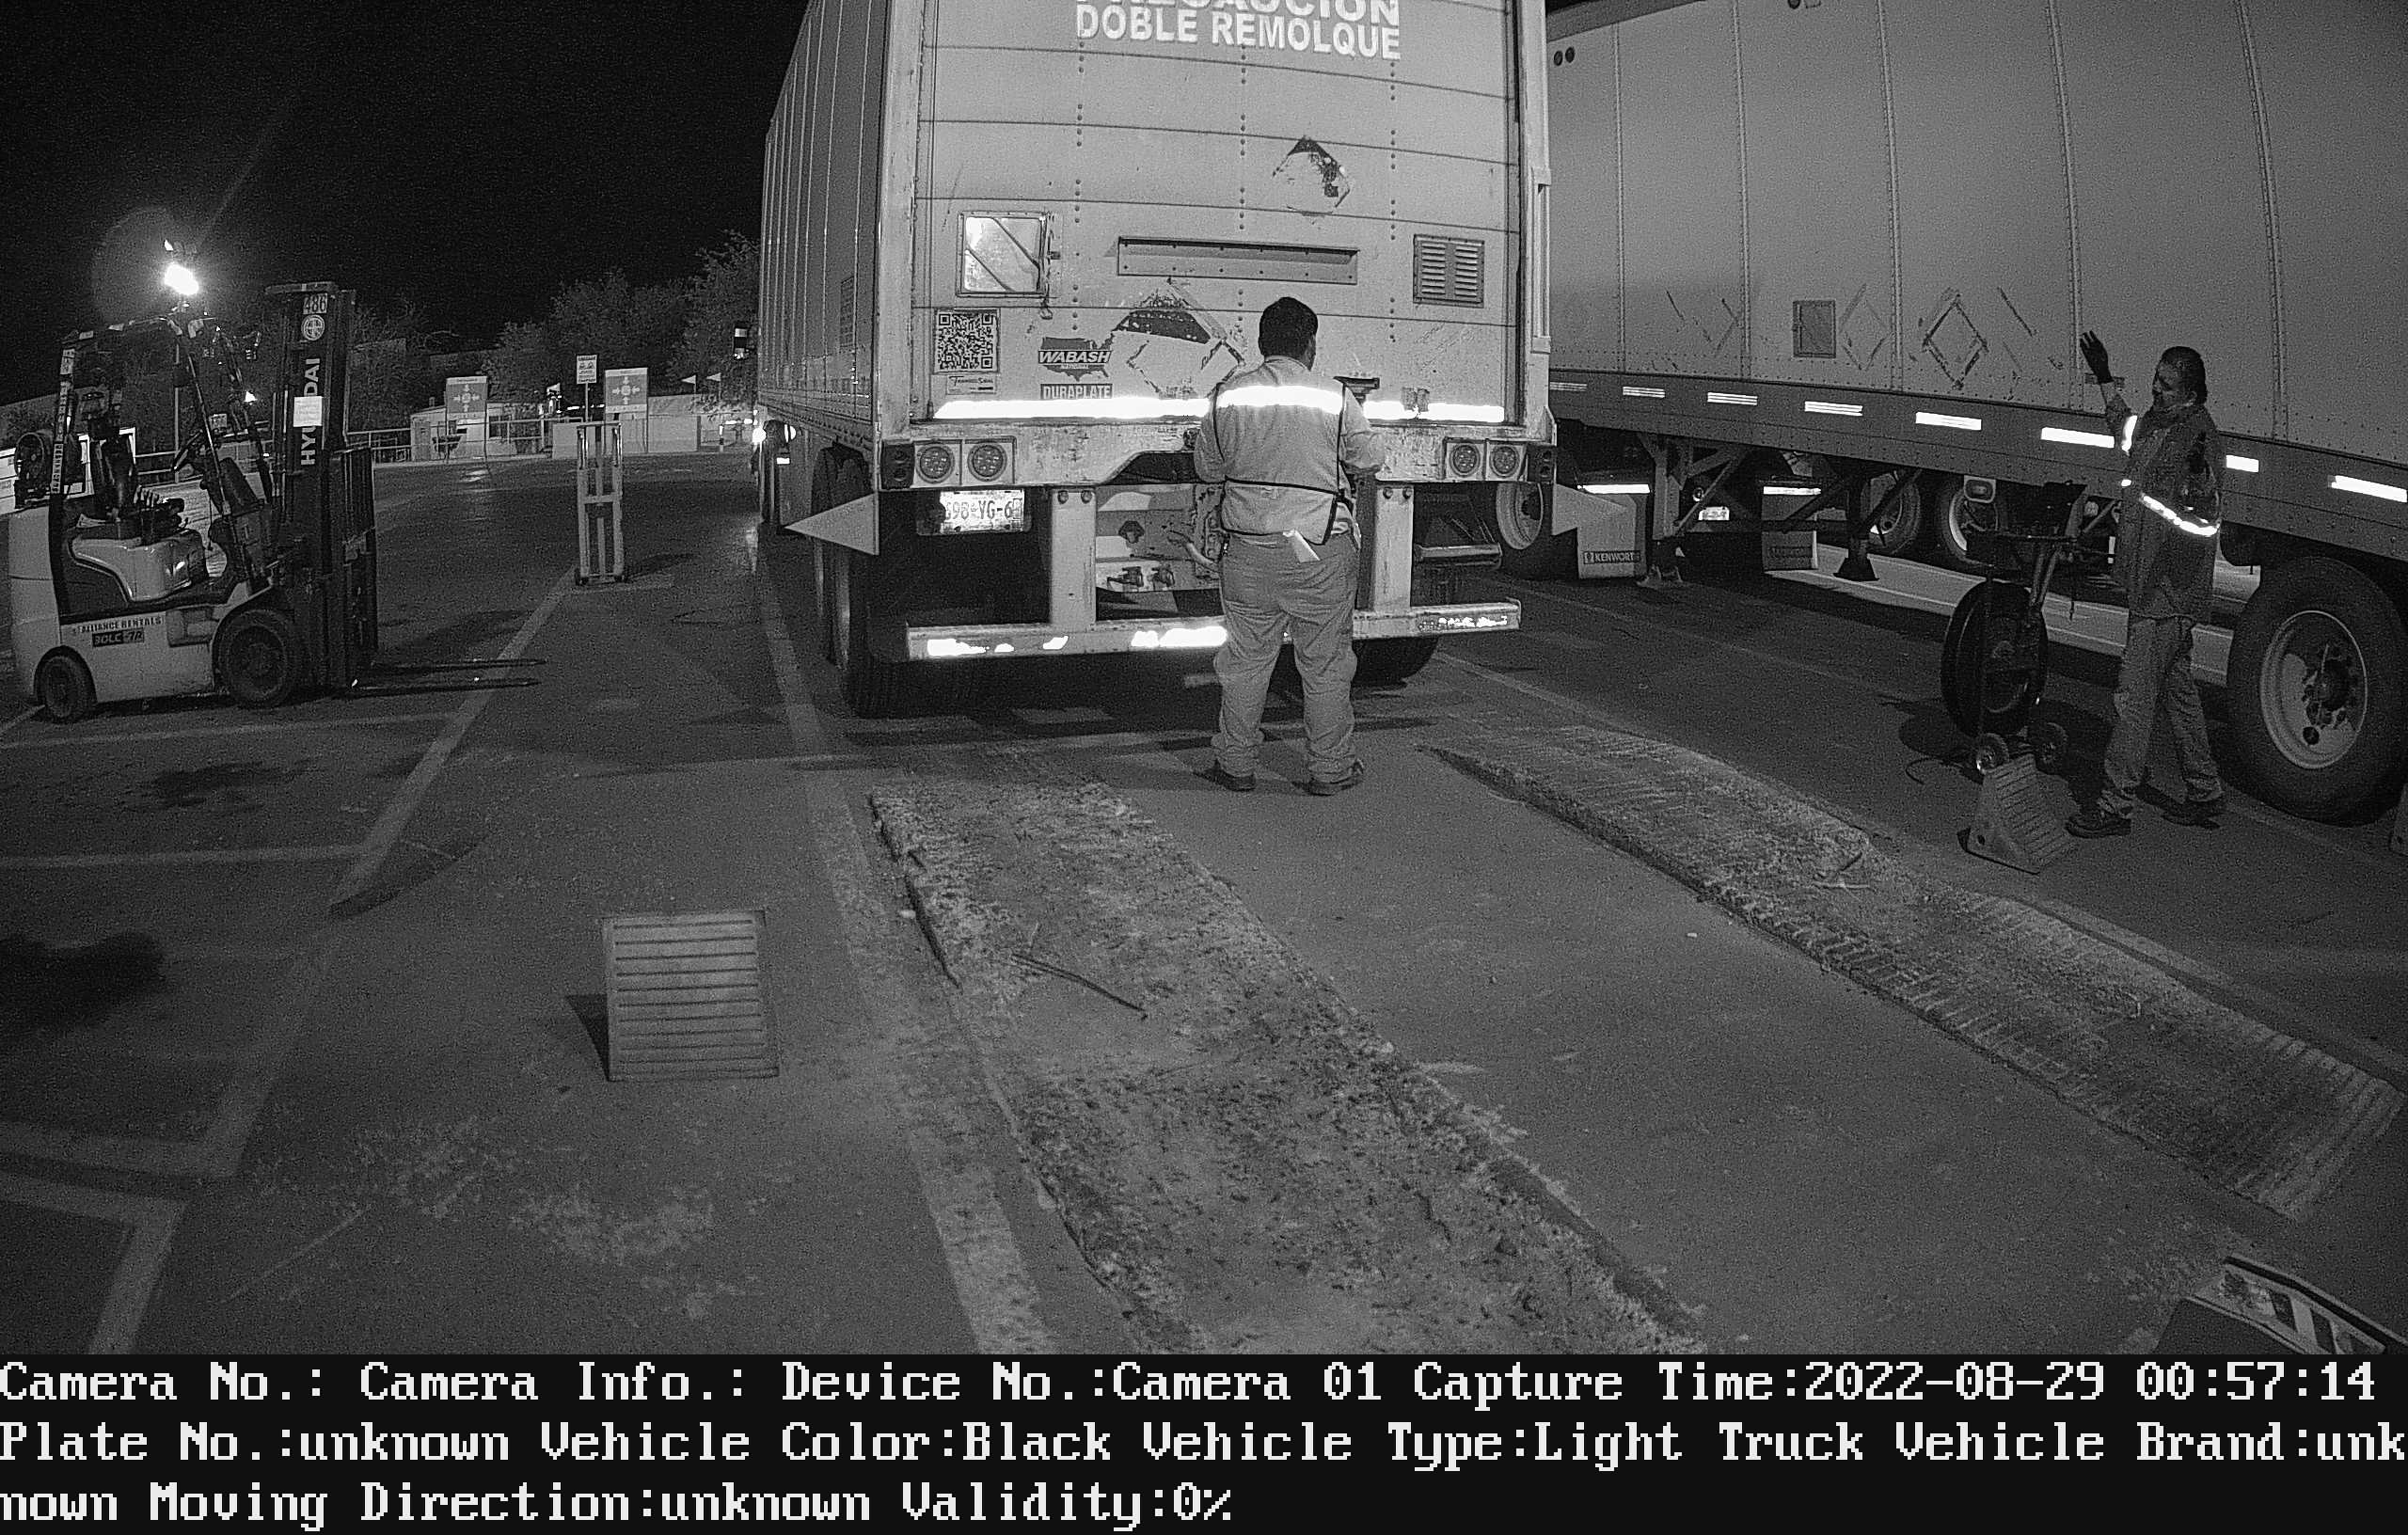 DOBLE REMOLQUE
486
HYUNDAI
WABASH
DURAPLATE
KENWORTH
ALLIANCE RENTALS
Camera No.: Camera Info.: Device No.:Camera 01 Capture Time:2022-08-29 00:57:14
Plate No.:unknown Vehicle Color:Black Vehicle Type:Light Truck Vehicle Brand:unk
nown Moving Direction:unknown Validity:0%